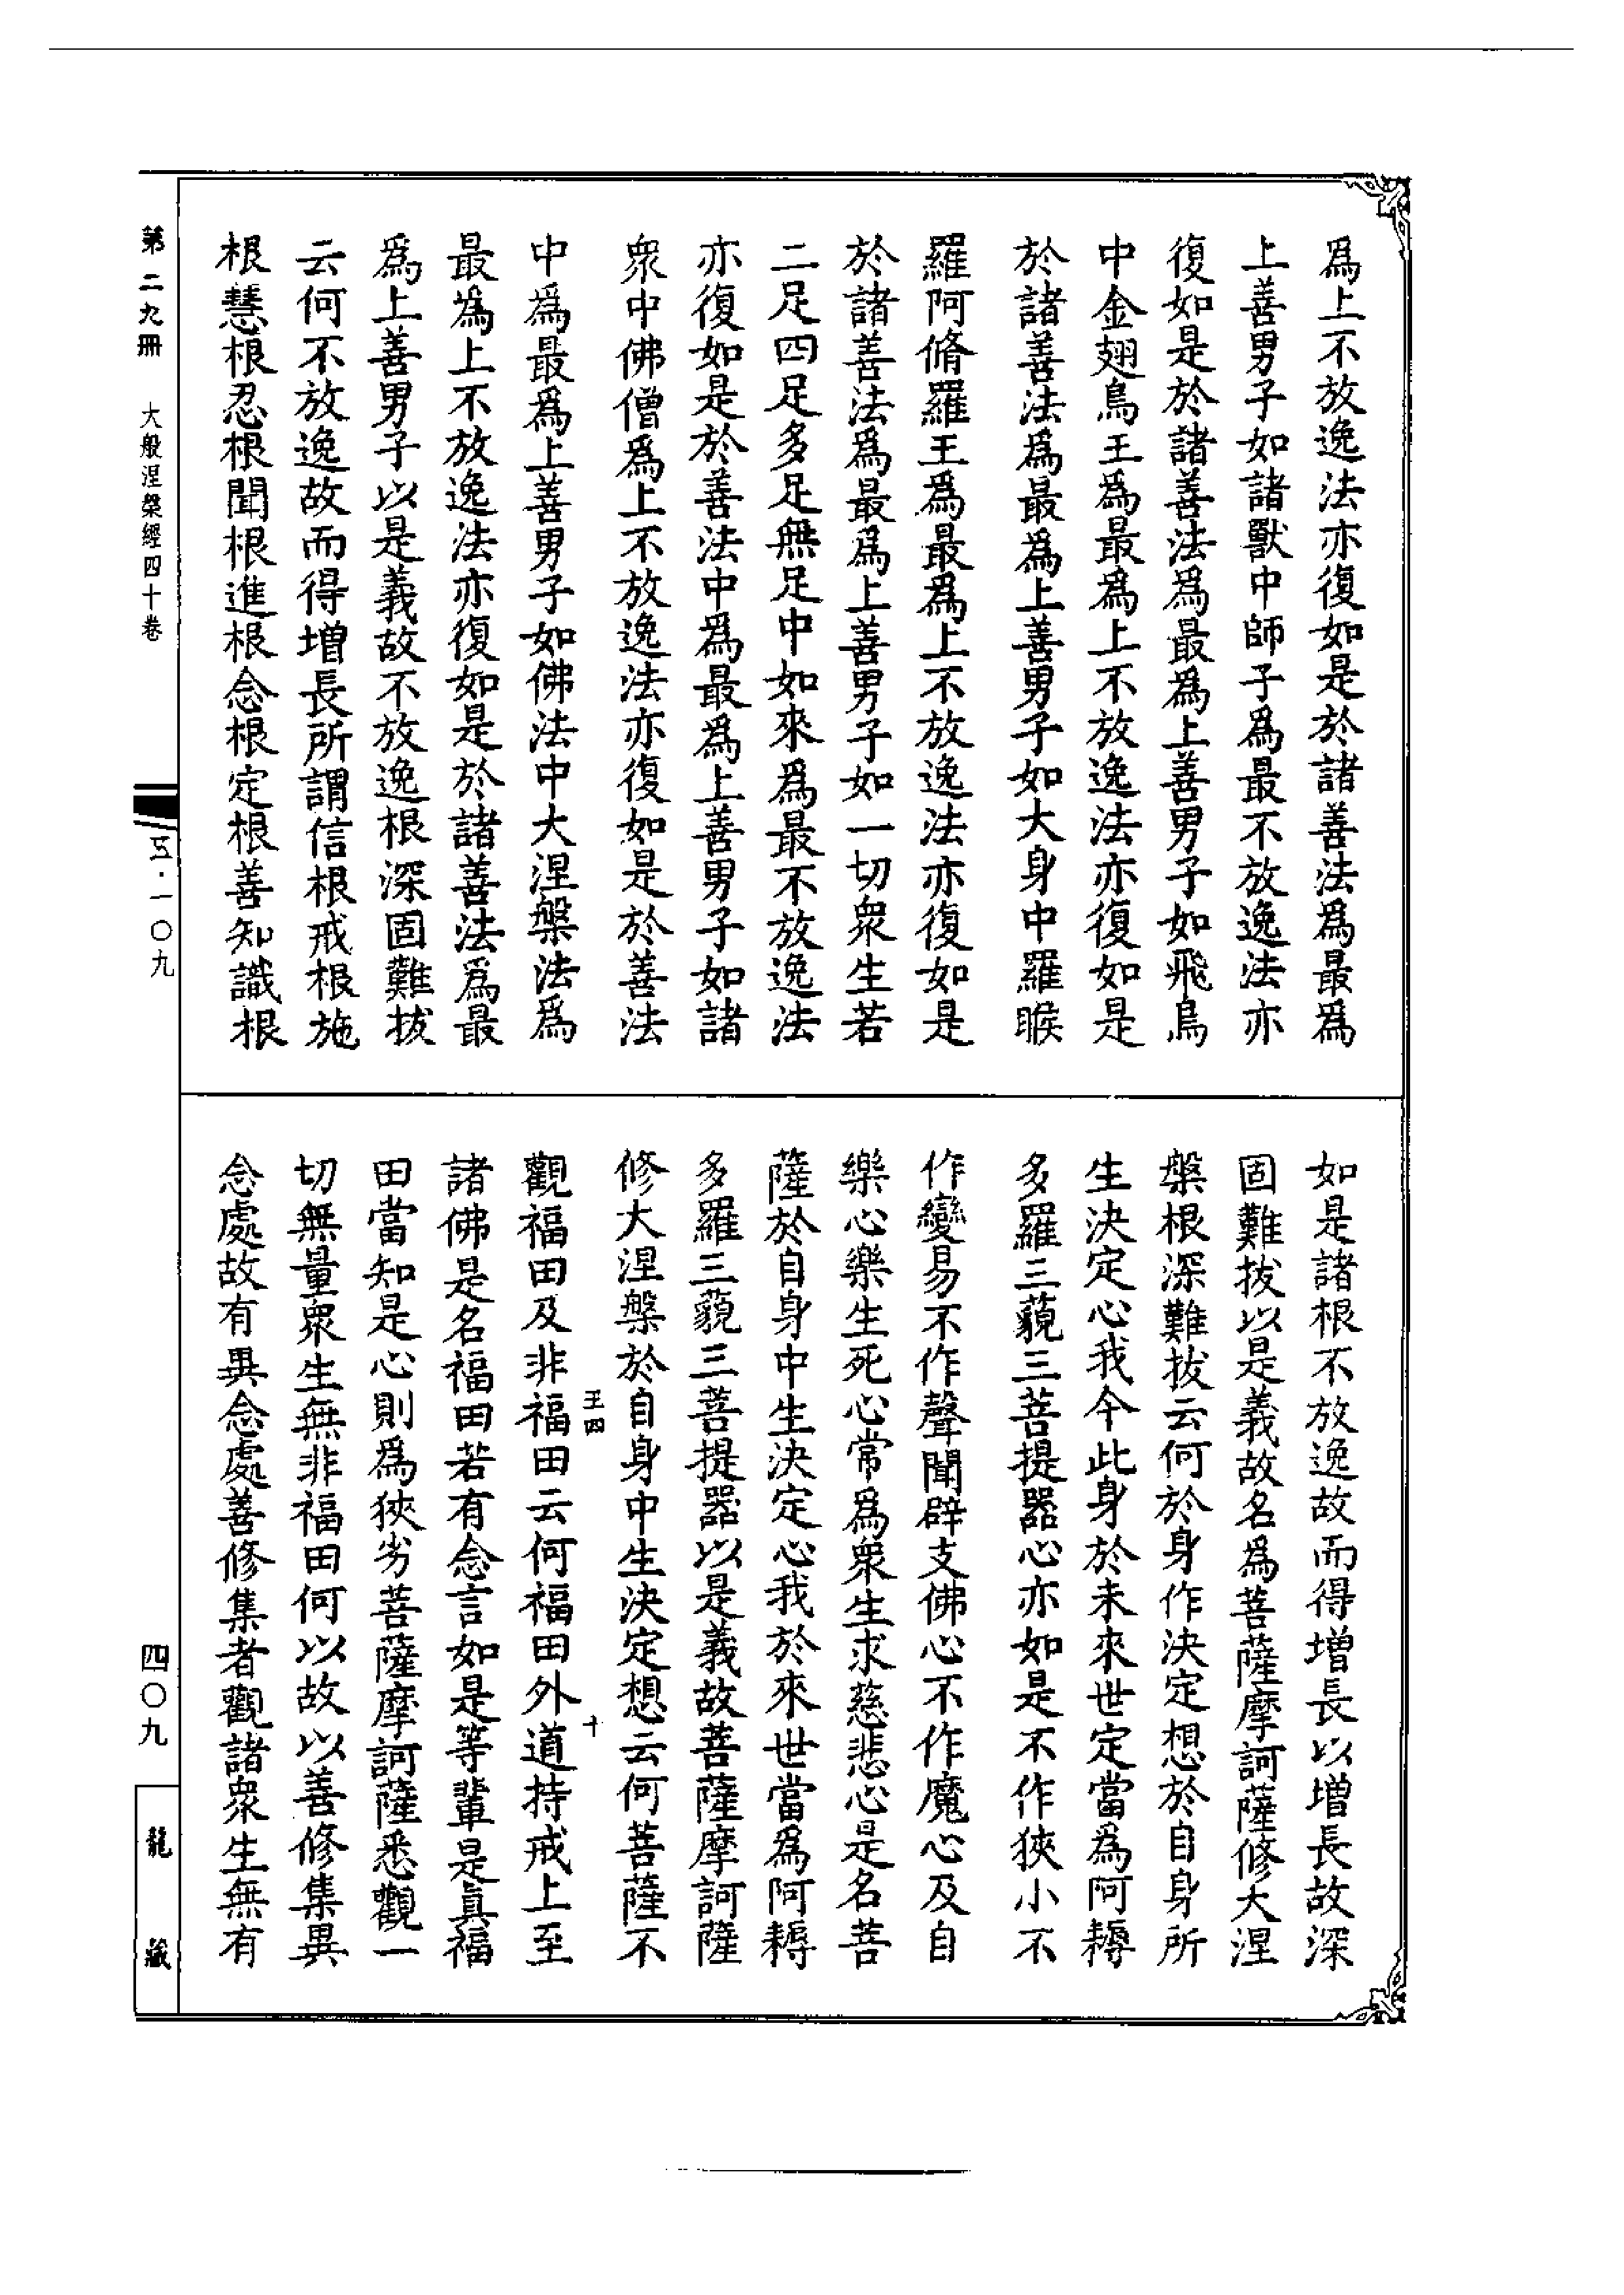 爲上不放逸法亦復如是於諸善法爲最爲
上善男子如諸獸中師子爲最不放逸法亦
復如是於諸善法爲最爲上善男子如飛鳥
中金翅鳥王爲最爲上不放逸法亦復如是
於諸善法爲最爲上善男子如大身中羅睺
羅阿脩羅王爲最爲上不放逸法亦復如是
於諸善法爲最爲上善男子如一切衆生若
二足四足多足無足中如來爲最不放逸法
亦復如是於善法中爲最爲上善男子如諸
衆中佛僧爲上不放逸法亦復如是於善法
中爲最爲上善男子如佛法中大涅槃法爲
最爲上不放逸法亦復如是於諸善法爲最
爲上善男子以是義故不放逸根深固難拔
云何不放逸故而得增長所謂信根戒根施
根慧根忍根聞根進根念根定根善知識根
如是諸根不放逸故而得增長以增長故深
固難拔以是義故名爲菩薩摩訶薩修大涅
槃根深難拔云何於身作決定想於自身所
生決定心我今此身於未來世定當爲阿耨
多羅三藐三菩提器心亦如是不作狹小不
作變易不作聲聞辟支佛心不作魔心及自
樂心樂生死心常爲衆生求慈悲心是名菩
薩於自身中生決定心我於來世當爲阿耨
多羅三藐三菩提器以是義故菩薩摩訶薩
修大涅槃於自身中生決定想云何菩薩不
王四
十
觀福田及非福田云何福田外道持戒上至
諸佛是名福田若有念言如是等輩是眞福
田當知是心則爲狹劣菩薩摩訶薩悉觀一
切無量衆生無非福田何以故以善修集異
念處故有異念處善修集者觀諸衆生無有
第二九冊
大般涅槃經四十卷
五·一〇九
四〇九
龍藏